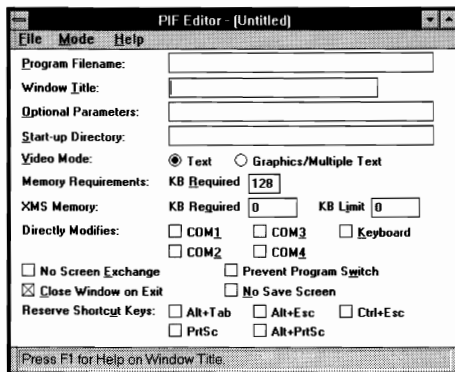 PIF Editor - (Untitled)
File Mode Help
Program Filename:
Window Title:
Optional Parameters:
Start-up Directory:
Video Mode: Text Graphics/Multiple Text
Memory Requirements: KB Required 128
XMS Memory: KB Required 0 KB Limit 0
Directly Modifies: COM1 COM3 Keyboard
COM2 COM4
No Screen Exchange Prevent Program Switch
Close Window on Exit No Save Screen
Reserve Shortcut Keys: Alt+Tab Alt+Esc Ctrl+Esc
PrtSc Alt+PrtSc
Press F1 for Help on Window Title.